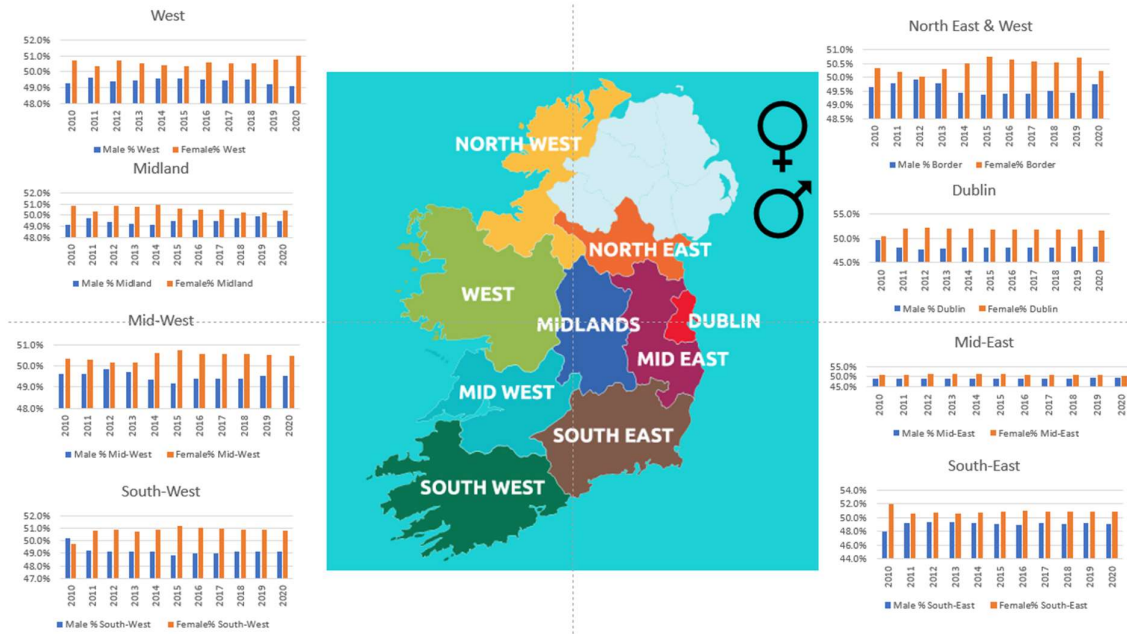 West
52.0%
51.0%
50.0%
49.0%
48.0%
2010 2011 2012 2013 2014 2015 2016 2017 2018 2019 2020
Male % West Female% West
Midland
52.0%
51.0%
50.0%
49.0%
48.0%
2010 2011 2012 2013 2014 2015 2016 2017 2018 2019 2020
Male % Midland Female% Midland
Mid-West
51.0%
50.0%
49.0%
48.0%
2010 2011 2012 2013 2014 2015 2016 2017 2018 2019 2020
Male % Mid-West Female% Mid-West
South-West
52.0%
51.0%
50.0%
49.0%
48.0%
47.0%
2010 2011 2012 2013 2014 2015 2016 2017 2018 2019 2020
Male % South-West Female% South-West
NORTH WEST
NORTH EAST
WEST
MIDLANDS
DUBLIN
MID EAST
MID WEST
SOUTH EAST
SOUTH WEST
North East & West
51.0%
50.5%
50.0%
49.5%
49.0%
48.5%
2010 2011 2012 2013 2014 2015 2016 2017 2018 2019 2020
Male % Border Female% Border
Dublin
55.0%
50.0%
45.0%
2010 2011 2012 2013 2014 2015 2016 2017 2018 2019 2020
Male % Dublin Female% Dublin
Mid-East
55.0%
50.0%
45.0%
2010 2011 2012 2013 2014 2015 2016 2017 2018 2019 2020
Male % Mid-East Female% Mid-East
South-East
54.0%
52.0%
50.0%
48.0%
46.0%
44.0%
2010 2011 2012 2013 2014 2015 2016 2017 2018 2019 2020
Male % South-East Female% South-East